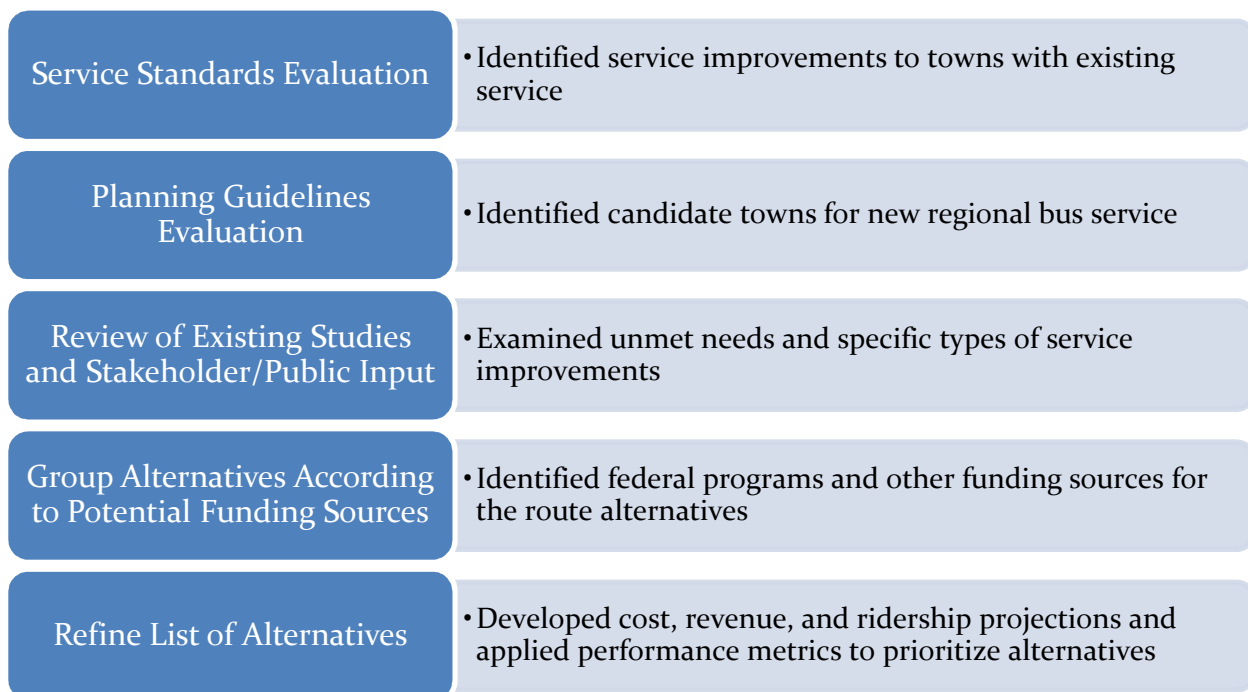 Service Standards Evaluation
•Identified service improvements to towns with existing
service
Planning Guidelines
Evaluation
•Identified candidate towns for new regional bus service
Review of Existing Studies
and Stakeholder/Public Input
•Examined unmet needs and specific types of service
improvements
Group Alternatives According
to Potential Funding Sources
•Identified federal programs and other funding sources for
the route alternatives
Refine List of Alternatives
•Developed cost, revenue, and ridership projections and
applied performance metrics to prioritize alternatives